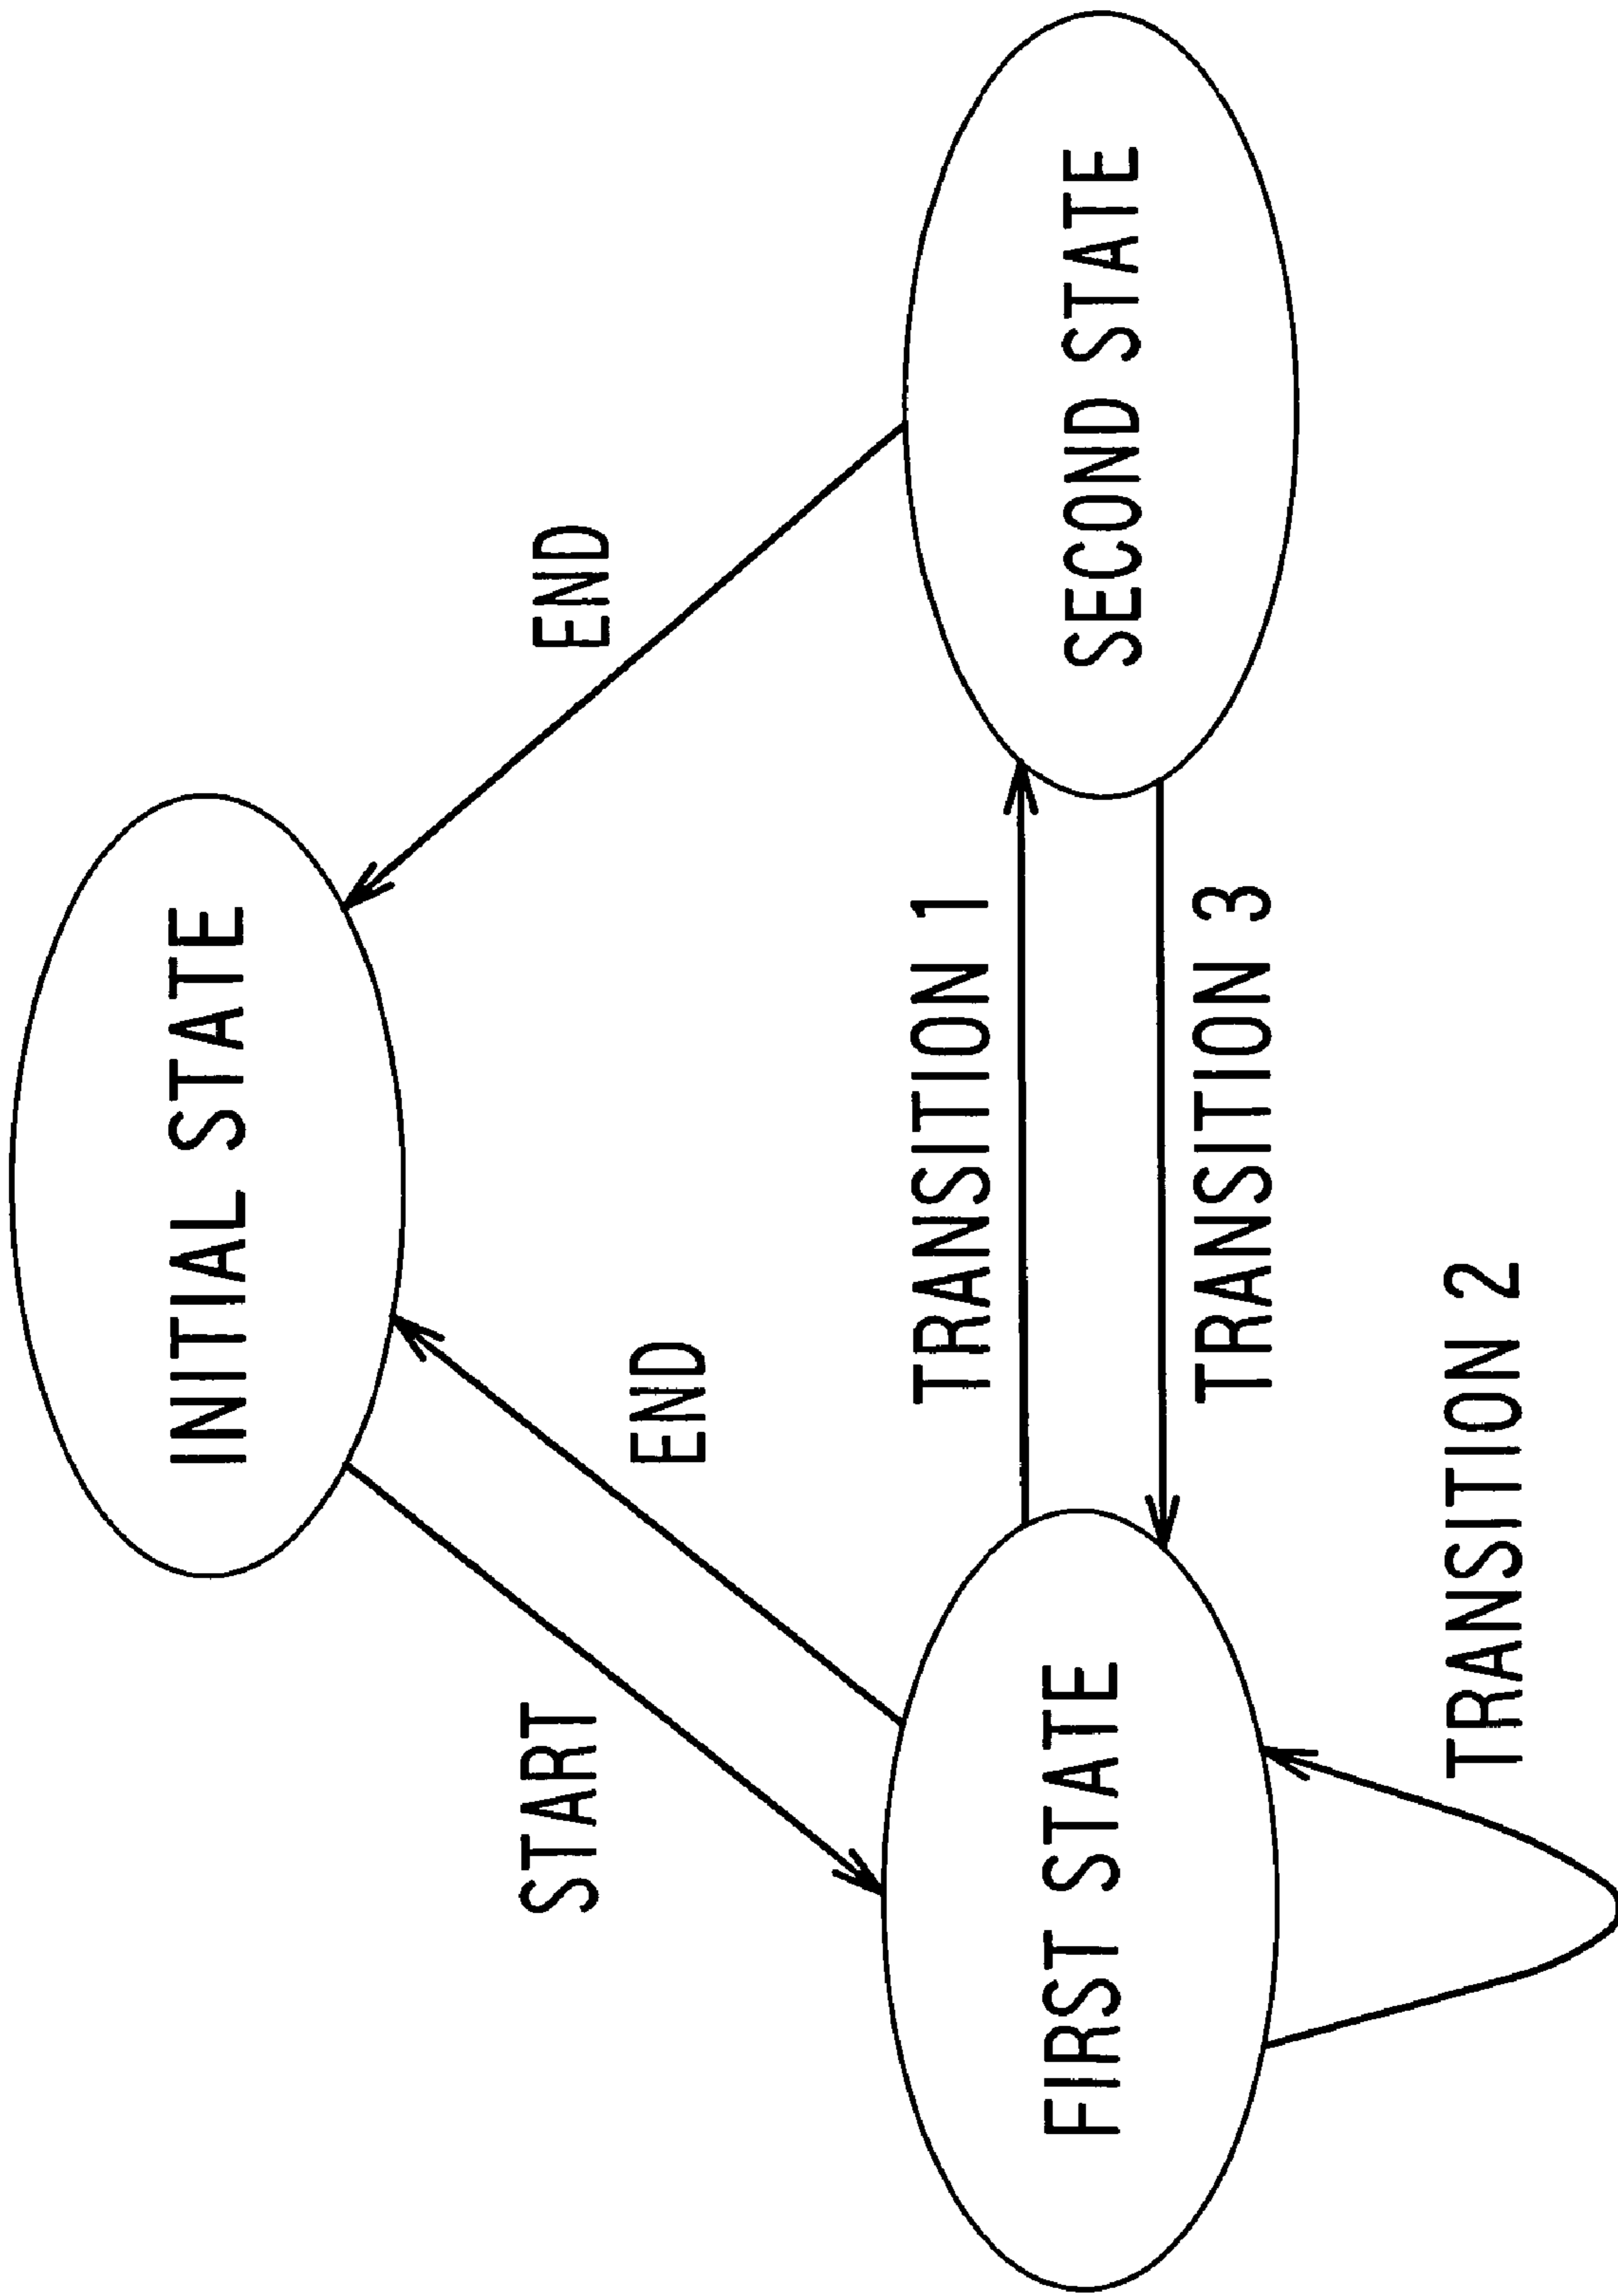 INITIAL STATE
START
END
END
TRANSITION 1
FIRST STATE
SECOND STATE
TRANSITION 3
TRANSITION 2